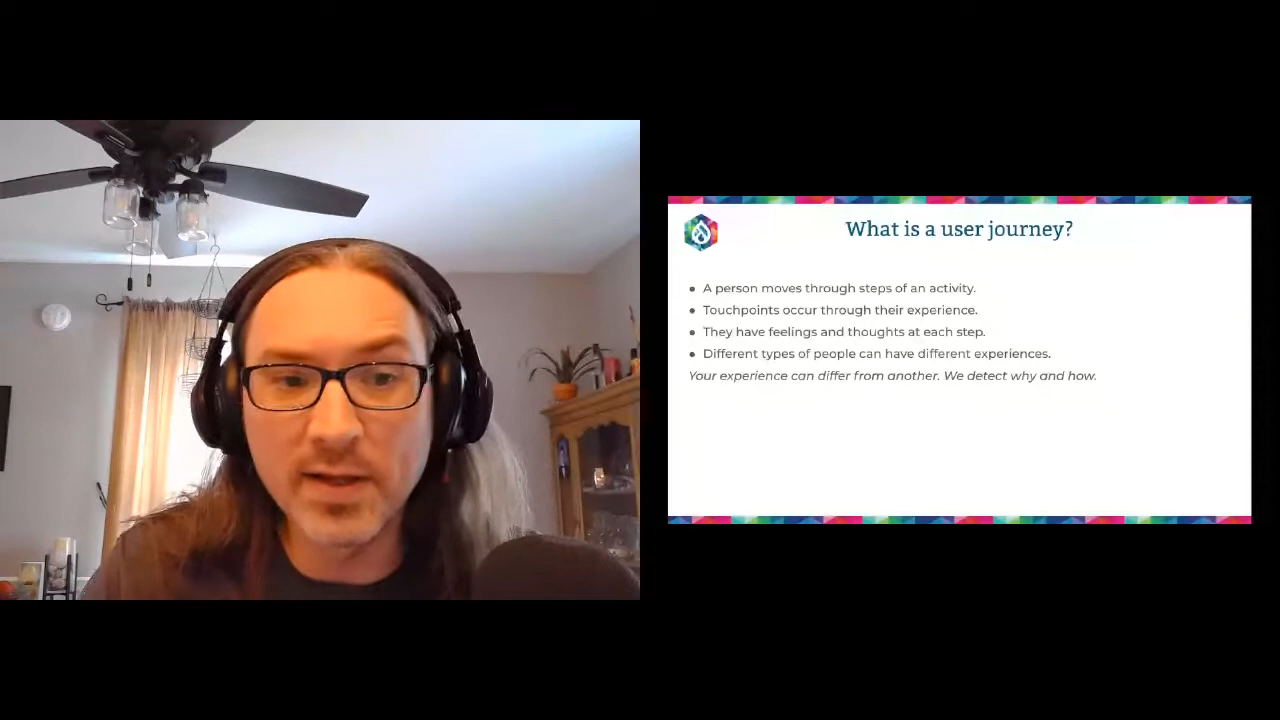 What is a user journey?
● A person moves through steps of an activity.
● Touchpoints occur through their experience.
● They have feelings and thoughts at each step.
● Different types of people can have different experiences.
Your experience can differ from another. We detect why and how.